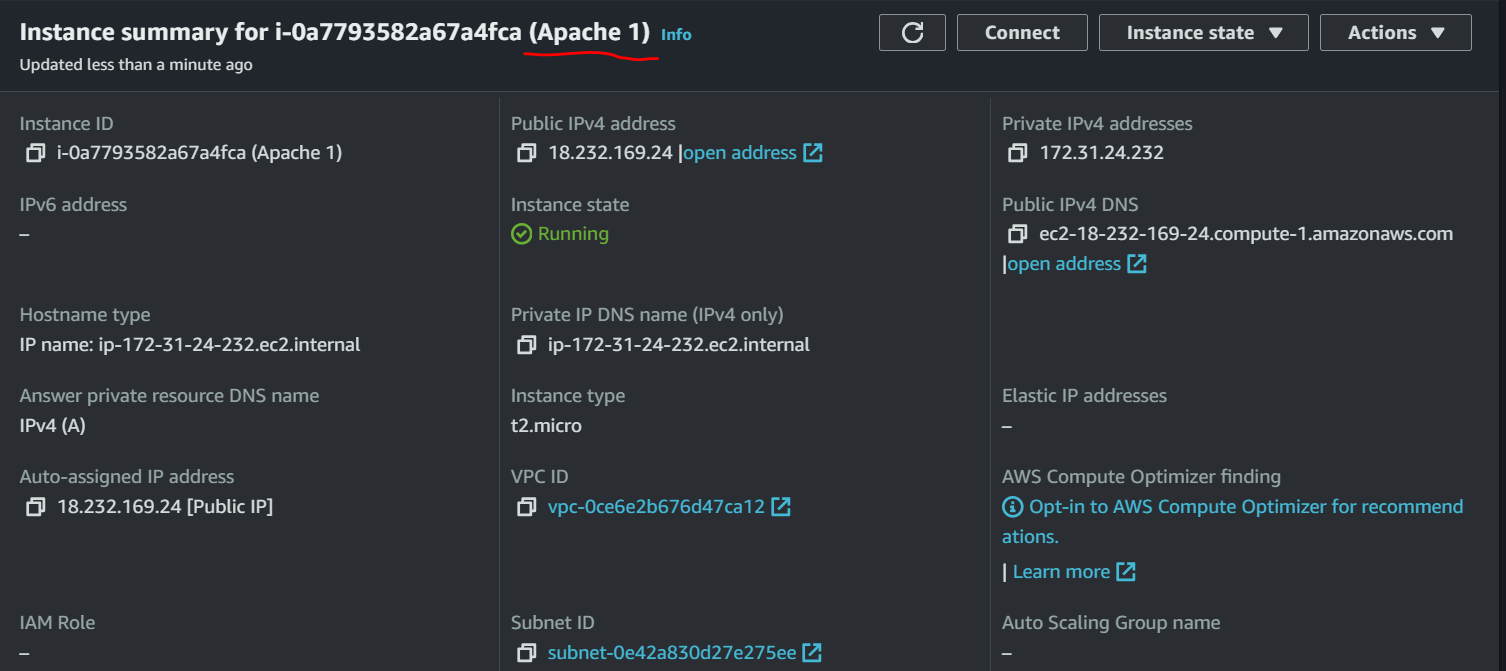 Instance summary for i-0a7793582a67a4fca (Apache 1) Info
Updated less than a minute ago
Connect
Instance state
Actions
Instance ID
i-0a7793582a67a4fca (Apache 1)
Public IPv4 address
18.232.169.24 |open address
Private IPv4 addresses
172.31.24.232
IPv6 address
–
Instance state
Running
Public IPv4 DNS
ec2-18-232-169-24.compute-1.amazonaws.com
|open address
Hostname type
IP name: ip-172-31-24-232.ec2.internal
Private IP DNS name (IPv4 only)
ip-172-31-24-232.ec2.internal
Answer private resource DNS name
IPv4 (A)
Instance type
t2.micro
Elastic IP addresses
–
Auto-assigned IP address
18.232.169.24 [Public IP]
VPC ID
vpc-0ce6e2b676d47ca12
AWS Compute Optimizer finding
Opt-in to AWS Compute Optimizer for recommend
ations.
| Learn more
IAM Role
–
Subnet ID
subnet-0e42a830d27e275ee
Auto Scaling Group name
–